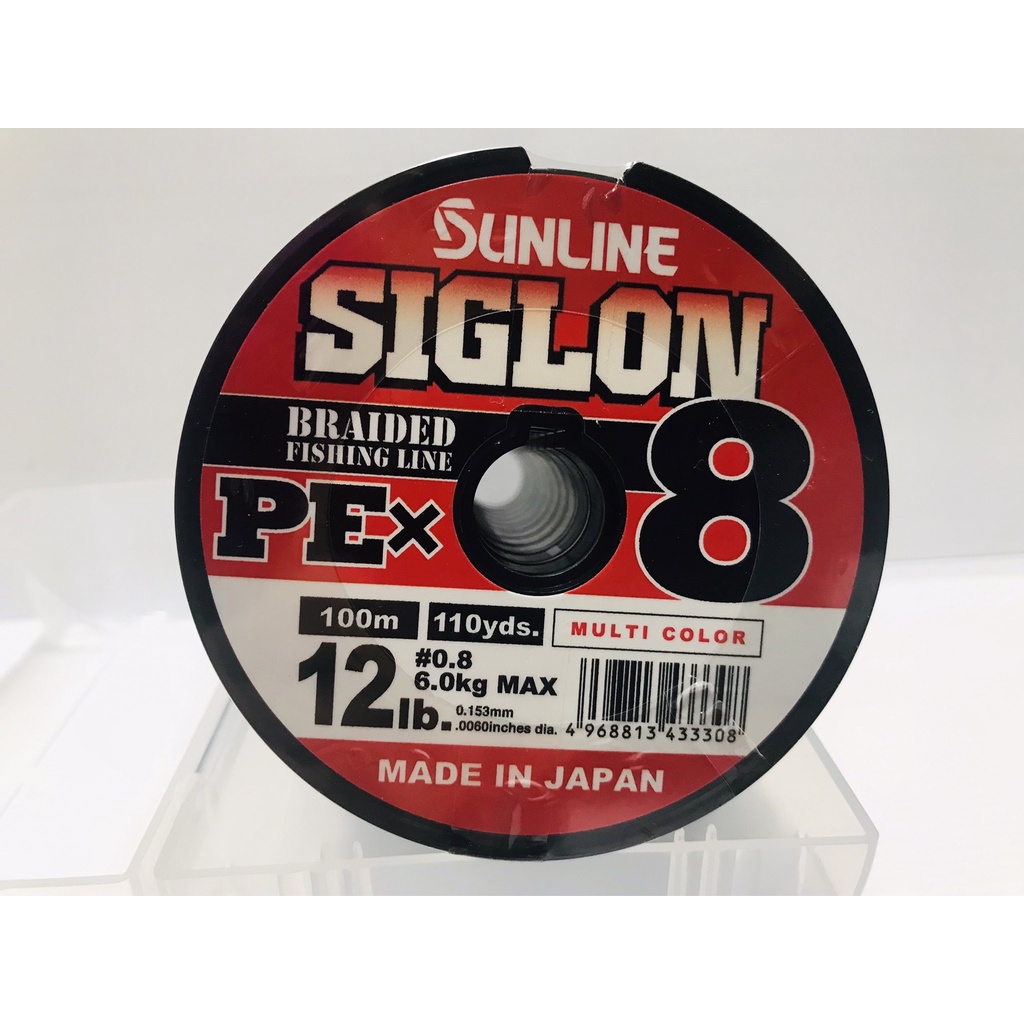 SUNLINE
SIGLON
BRAIDED
FISHING LINE
PE×8
100m 110yds. MULTI COLOR
12lb.
#0.8
6.0kg MAX
0.153mm
.0060inches dia.
4 968813 433308
MADE IN JAPAN